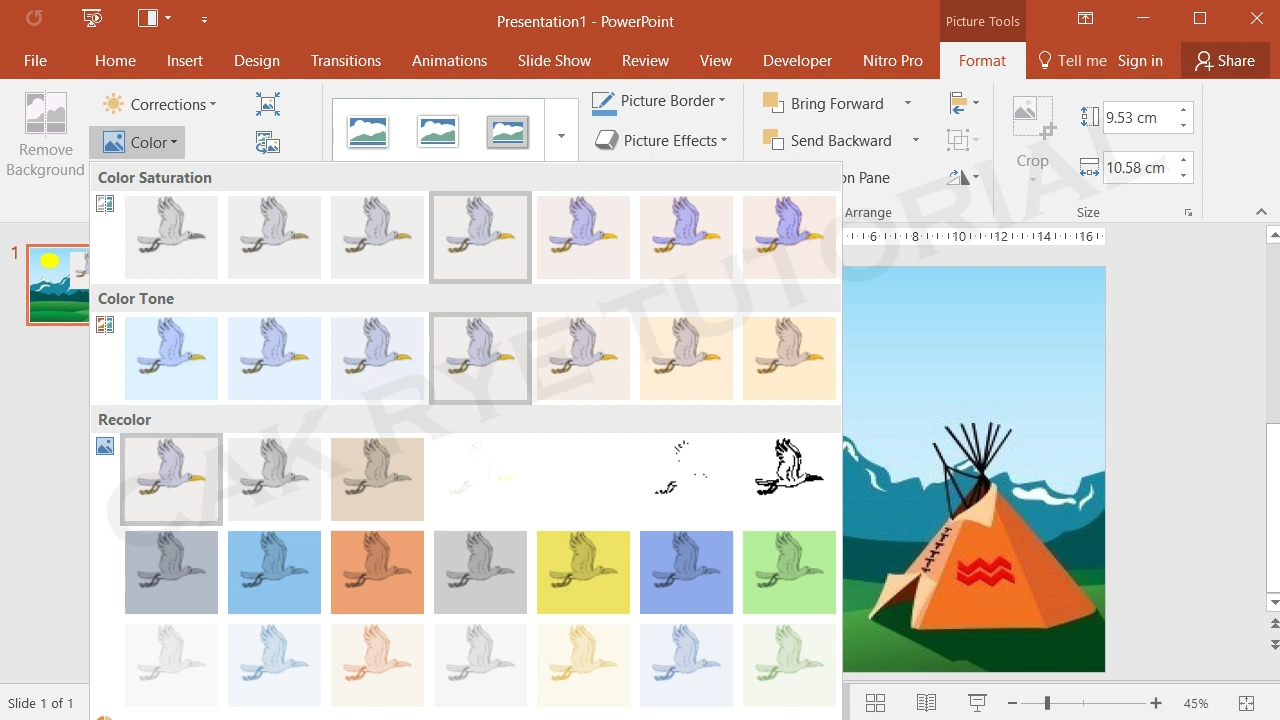 Presentation1 - PowerPoint
Picture Tools
File Home Insert Design Transitions Animations Slide Show Review View Developer Nitro Pro Format Tell me Sign in Share
Remove Background
Corrections
Color
Picture Border
Picture Effects
Bring Forward
Send Backward
on Pane
Arrange
Crop
9.53 cm
10.58 cm
Size
Color Saturation
Color Tone
Recolor
1
6 8 10 12 14 16
CAKRYE TUTORIAL
Slide 1 of 1
45%